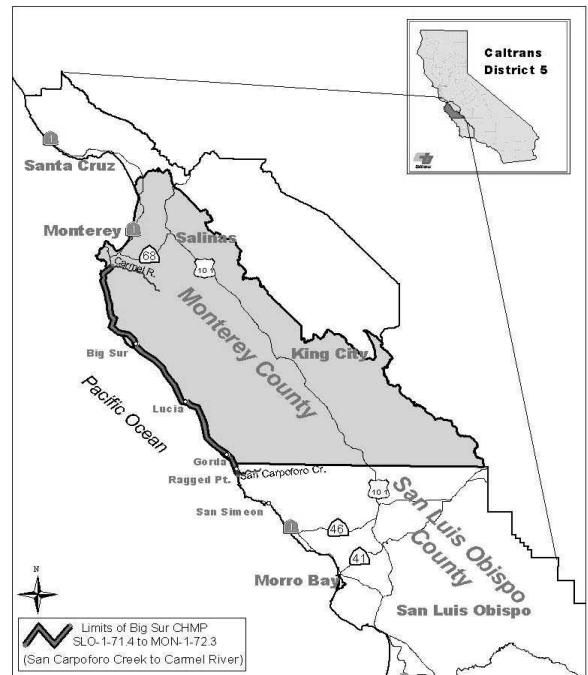 Caltrans
District 5
1
Santa Cruz
Monterey
1
Salinas
68
Carmel R.
101
Monterey County
King City
Big Sur
Pacific Ocean
Lucia
Gorda
San Carpoforo Cr.
Ragged Pt.
101
San Simeon
1
46
San Luis Obispo
County
41
Morro Bay
San Luis Obispo
N
Limits of Big Sur CHMP
SLO-1-71.4 to MON-1-72.3
(San Carpoforo Creek to Carmel River)